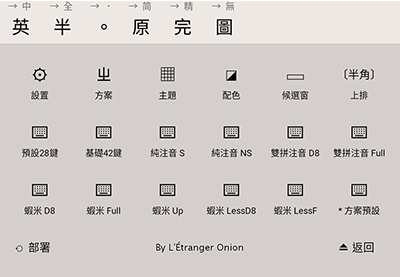 → 中 → 全 → · → 简 → 精 → 無
英 半 。 原 完 圖
〔半角〕
設置 方案 主題 配色 候選窗 上排
預設28鍵 基礎42鍵 純注音 S 純注音 NS 雙拼注音 D8 雙拼注音 Full
蝦米 D8 蝦米 Full 蝦米 Up 蝦米 LessD8 蝦米 LessF * 方案預設
部署 By L'Étranger Onion 返回